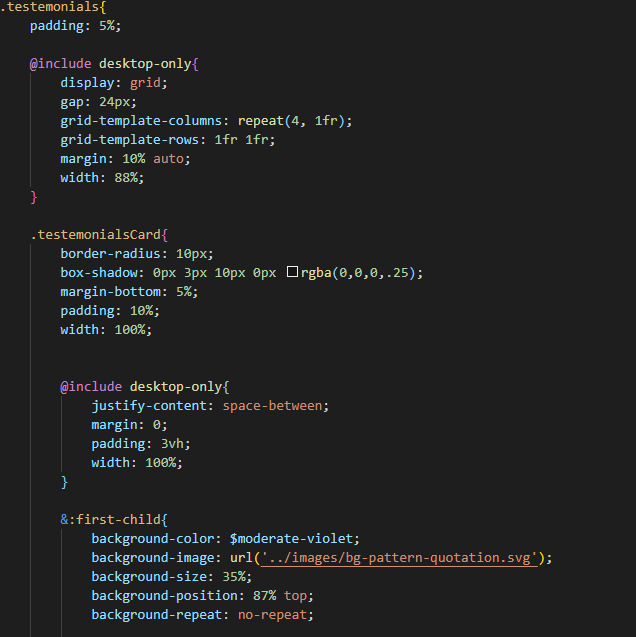 .testemonials{
padding: 5%;
@include desktop-only{
display: grid;
gap: 24px;
grid-template-columns: repeat(4, 1fr);
grid-template-rows: 1fr 1fr;
margin: 10% auto;
width: 88%;
}
.testemonialsCard{
border-radius: 10px;
box-shadow: 0px 3px 10px 0px rgba(0,0,0,.25);
margin-bottom: 5%;
padding: 10%;
width: 100%;
@include desktop-only{
justify-content: space-between;
margin: 0;
padding: 3vh;
width: 100%;
}
&:first-child{
background-color: $moderate-violet;
background-image: url('../images/bg-pattern-quotation.svg');
background-size: 35%;
background-position: 87% top;
background-repeat: no-repeat;